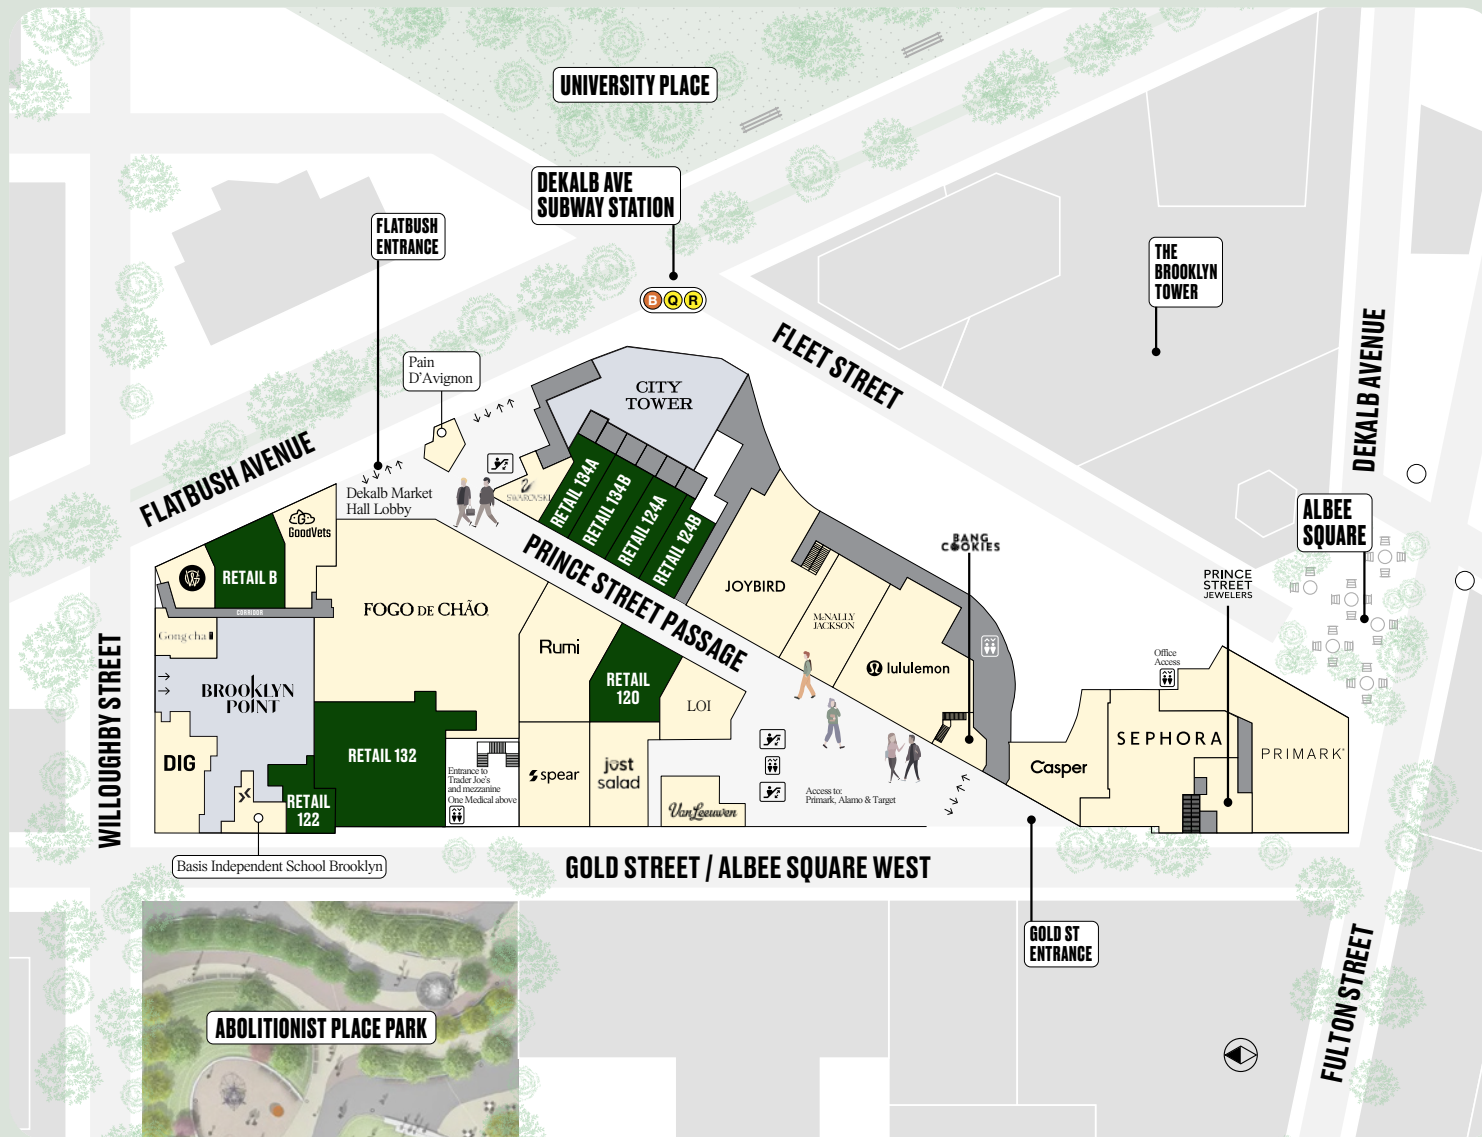 UNIVERSITY PLACE
DEKALB AVE
SUBWAY STATION
B Q R
FLATBUSH
ENTRANCE
THE
BROOKLYN
TOWER
FLEET STREET
DEKALB AVENUE
Pain
D'Avignon
CITY
TOWER
FLATBUSH AVENUE
Dekalb Market
Hall Lobby
SWAROVSKI
RETAIL 134A
RETAIL 134B
RETAIL 124A
RETAIL 124B
ALBEE
SQUARE
GoodVets
RETAIL B
CORRIDOR
PRINCE STREET PASSAGE
BANG
COOKIES
JOYBIRD
McNALLY
JACKSON
lululemon
PRINCE
STREET
JEWELERS
FOGO DE CHÃO
Gong cha
Rumi
RETAIL
120
LOI
Office
Access
WILLOUGHBY STREET
BROOKLYN
POINT
DIG
RETAIL 132
RETAIL
122
Entrance to
Trader Joe's
and mezzanine
One Medical above
spear
just
salad
Van Leeuwen
Access to:
Primark, Alamo & Target
Casper
SEPHORA
PRIMARK
Basis Independent School Brooklyn
GOLD STREET / ALBEE SQUARE WEST
GOLD ST
ENTRANCE
FULTON STREET
ABOLITIONIST PLACE PARK